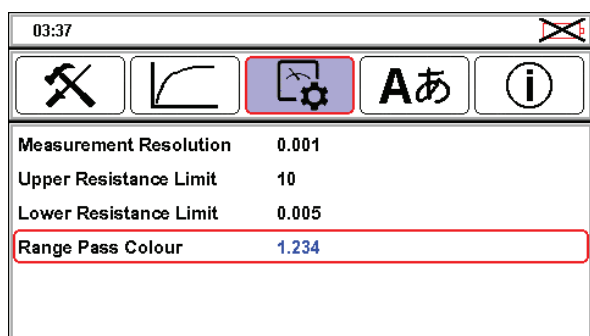 03:37
Aあ i
Measurement Resolution 0.001
Upper Resistance Limit 10
Lower Resistance Limit 0.005
Range Pass Colour 1.234